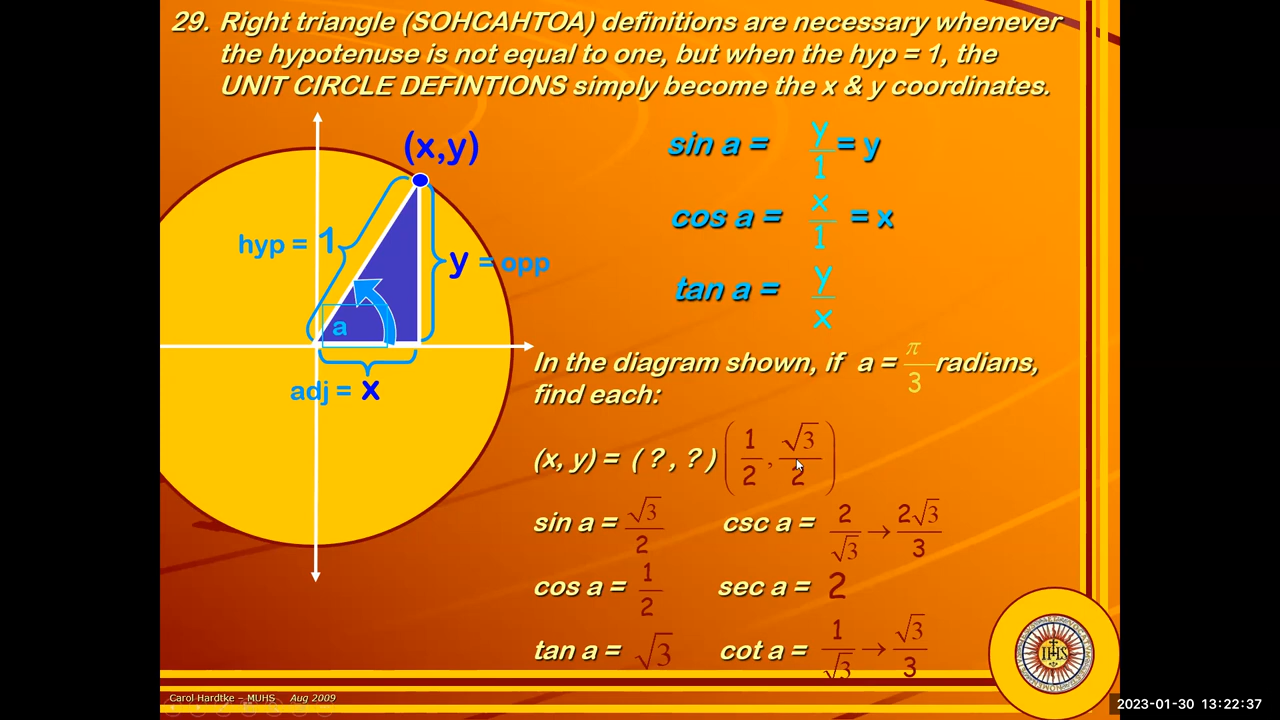 29. Right triangle (SOHCAHTOA) definitions are necessary whenever
the hypotenuse is not equal to one, but when the hyp = 1, the
UNIT CIRCLE DEFINTIONS simply become the x & y coordinates.
(x,y)
hyp = 1
y = opp
a
adj = x
sin a = y/1 = y
cos a = x/1 = x
tan a = y/x
In the diagram shown, if a = π/3 radians,
find each:
(x, y) = ( ? , ? ) (1/2, √3/2)
sin a = √3/2 csc a = 2/√3 → 2√3/3
cos a = 1/2 sec a = 2
tan a = √3 cot a = 1/√3 → √3/3
IHS
Carol Hardtke – MUHS Aug 2009
2023-01-30 13:22:37